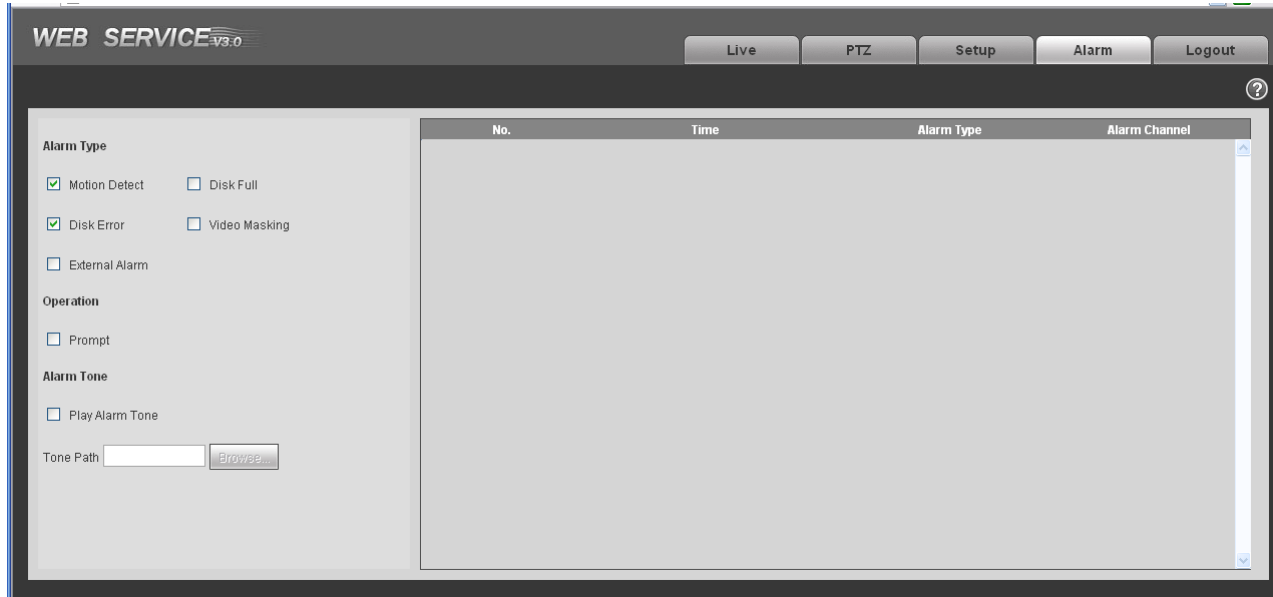 WEB SERVICE V3.0
Live PTZ Setup Alarm Logout
?
No. Time Alarm Type Alarm Channel
Alarm Type
Motion Detect Disk Full
Disk Error Video Masking
External Alarm
Operation
Prompt
Alarm Tone
Play Alarm Tone
Tone Path Browse...